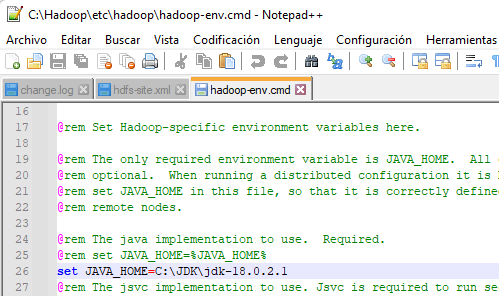 C:\Hadoop\etc\hadoop\hadoop-env.cmd - Notepad++
Archivo Editar Buscar Vista Codificación Lenguaje Configuración Herramientas
change.log hdfs-site.xml hadoop-env.cmd
16
17 @rem Set Hadoop-specific environment variables here.
18
19 @rem The only required environment variable is JAVA_HOME. All
20 @rem optional. When running a distributed configuration it is
21 @rem set JAVA_HOME in this file, so that it is correctly define
22 @rem remote nodes.
23
24 @rem The java implementation to use. Required.
25 @rem set JAVA_HOME=%JAVA_HOME%
26 set JAVA_HOME=C:\JDK\jdk-18.0.2.1
27 @rem The jsvc implementation to use. Jsvc is required to run se